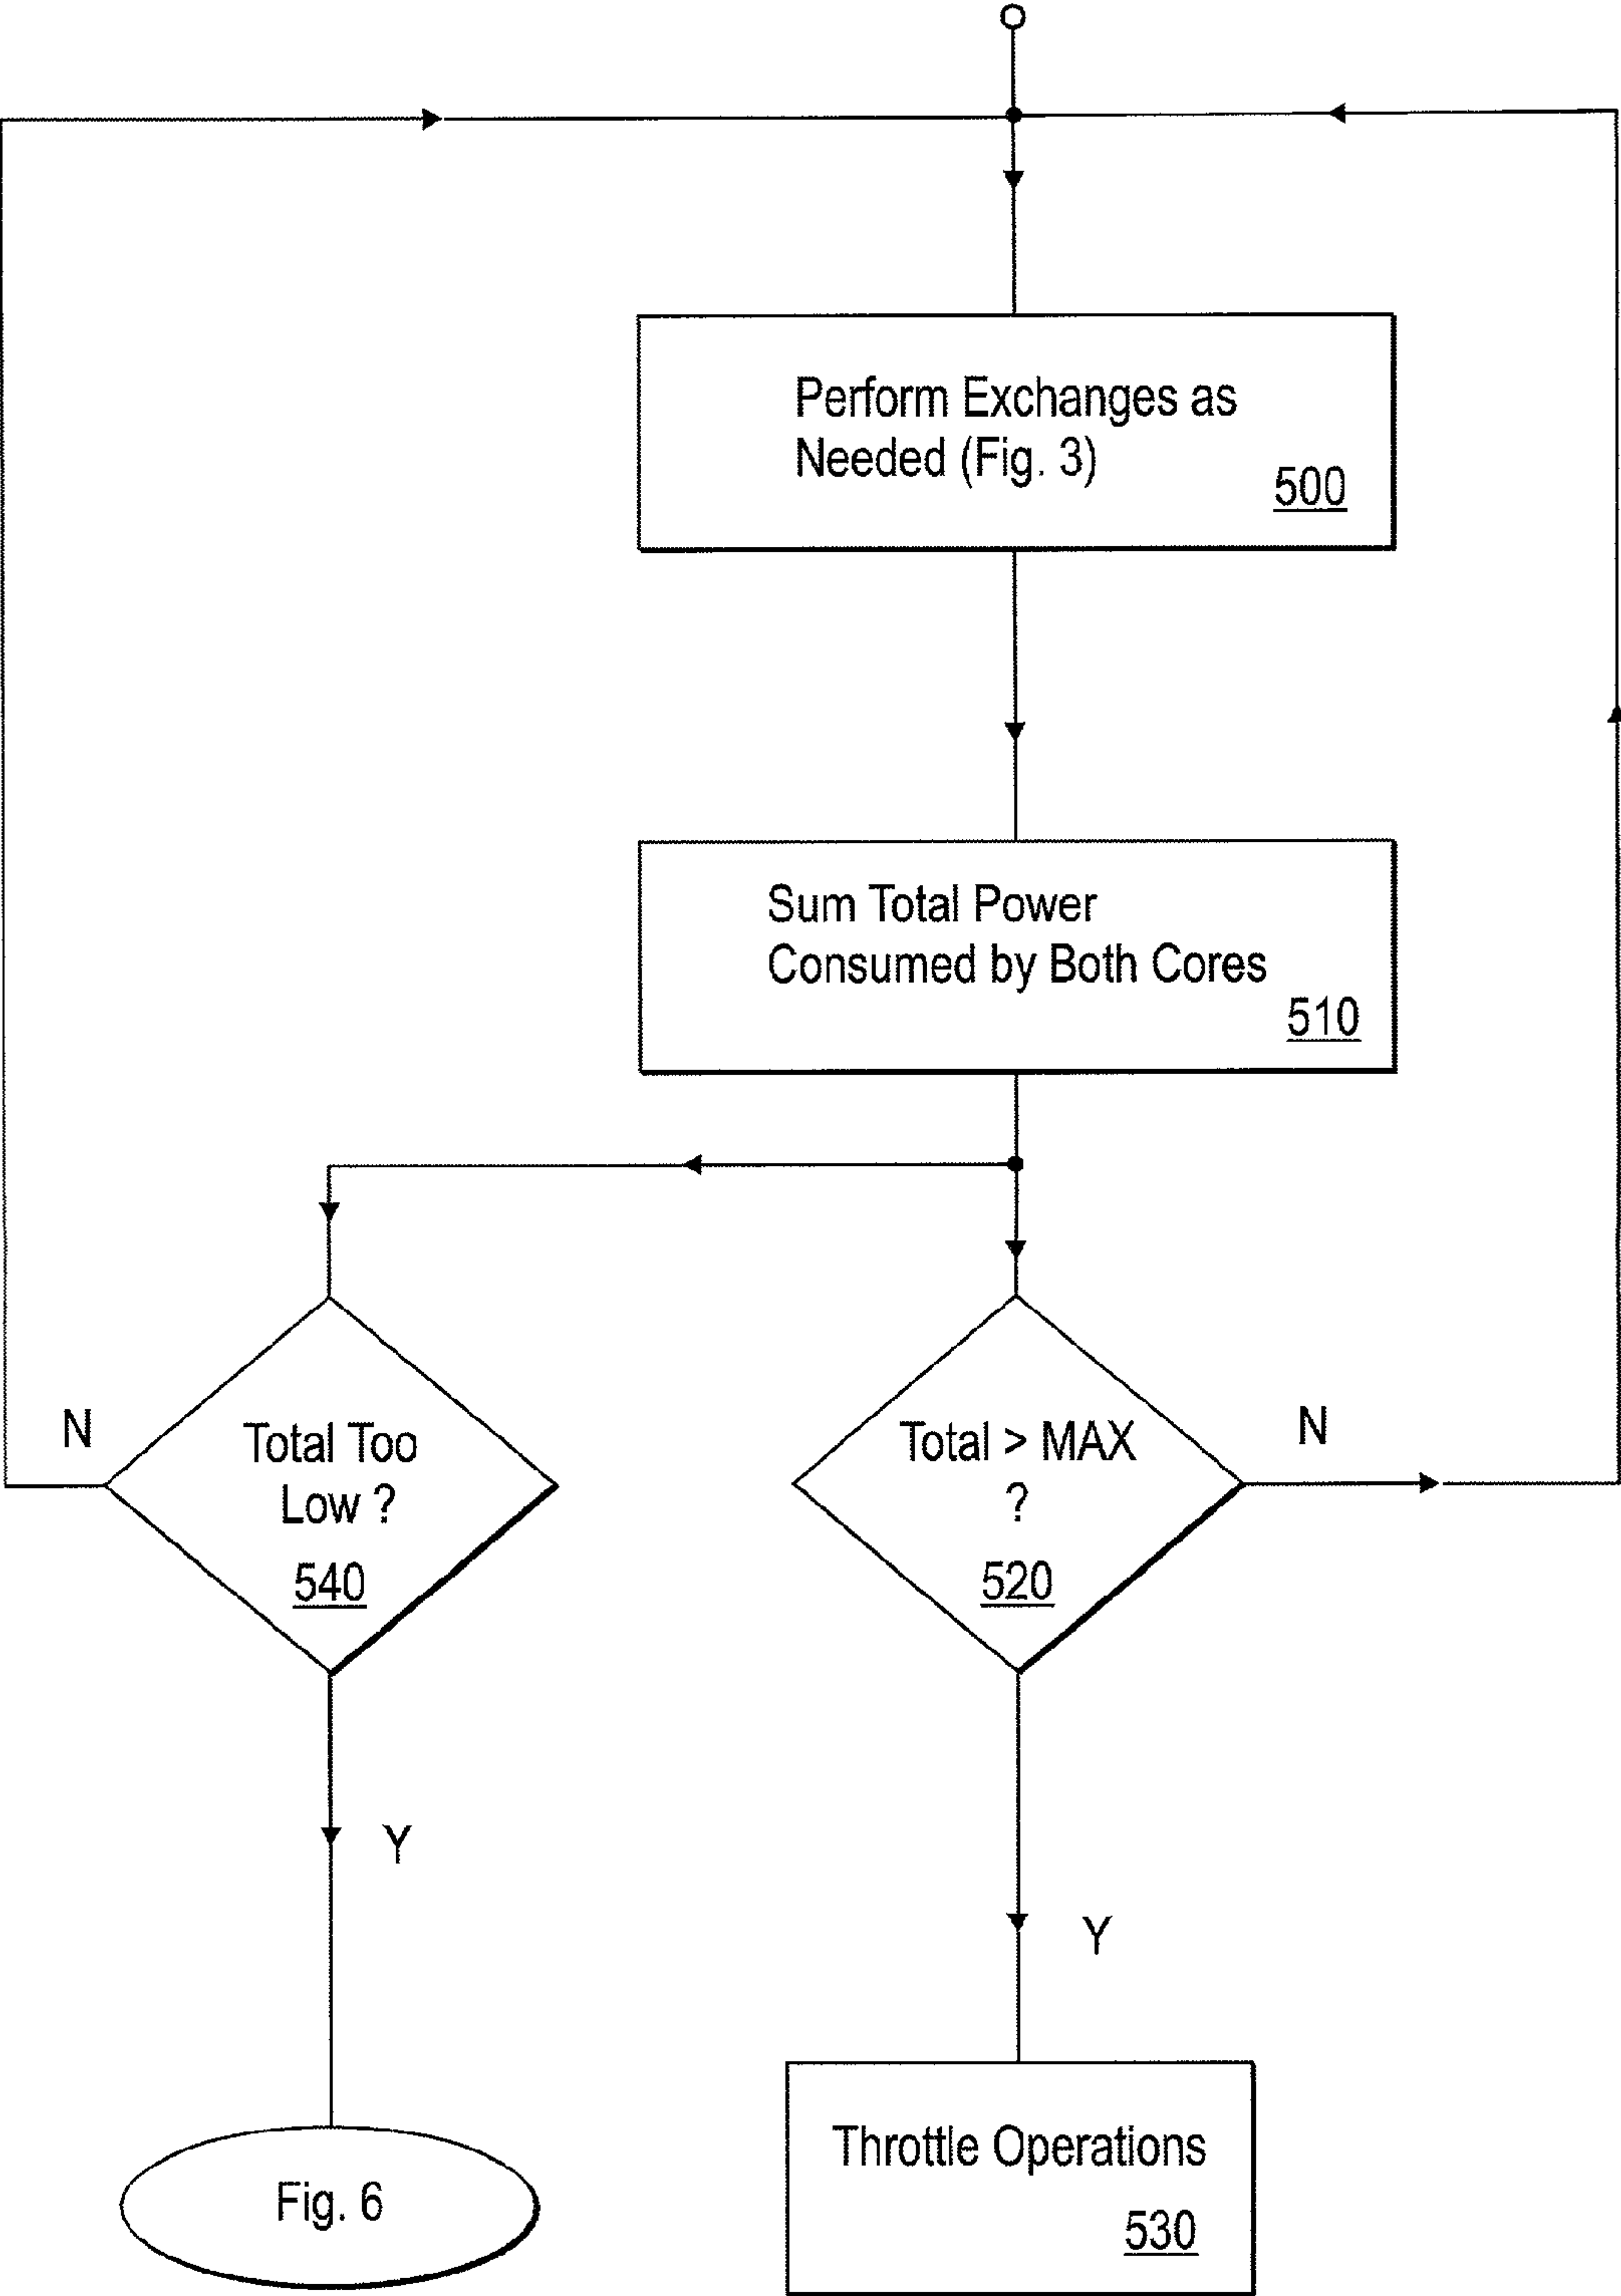 Perform Exchanges as
Needed (Fig. 3)
500
Sum Total Power
Consumed by Both Cores
510
N
Total Too
Low ?
540
Total > MAX
?
520
N
Y
Y
Fig. 6
Throttle Operations
530